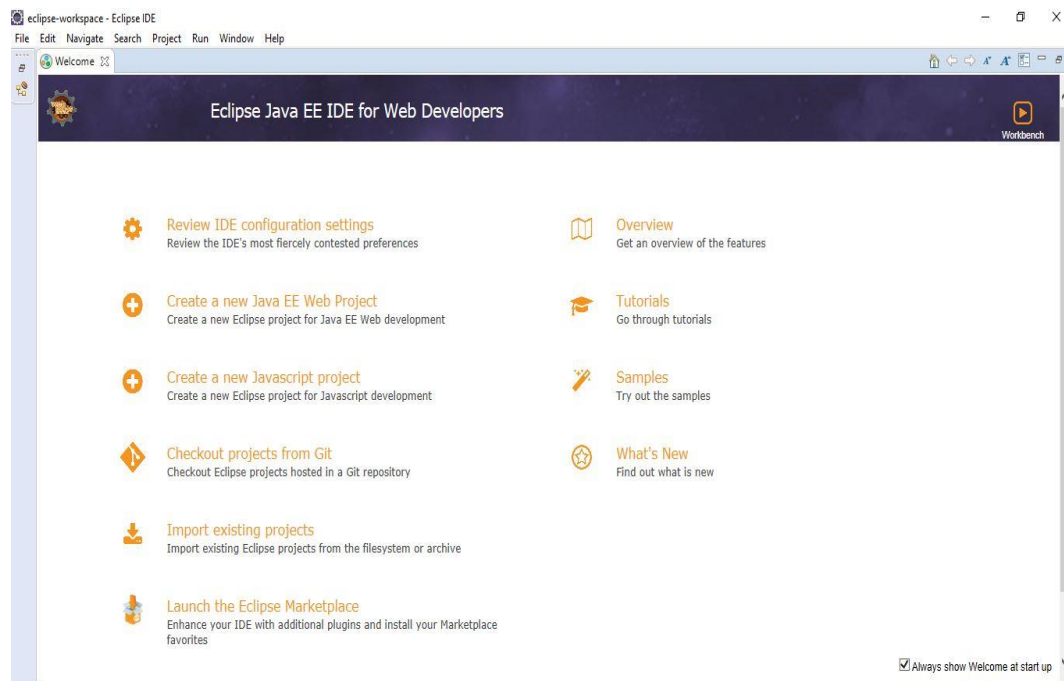 eclipse-workspace - Eclipse IDE
File Edit Navigate Search Project Run Window Help
Welcome
Eclipse Java EE IDE for Web Developers
Workbench
Review IDE configuration settings
Review the IDE's most fiercely contested preferences
Overview
Get an overview of the features
Create a new Java EE Web Project
Create a new Eclipse project for Java EE Web development
Tutorials
Go through tutorials
Create a new Javascript project
Create a new Eclipse project for Javascript development
Samples
Try out the samples
Checkout projects from Git
Checkout Eclipse projects hosted in a Git repository
What's New
Find out what is new
Import existing projects
Import existing Eclipse projects from the filesystem or archive
Launch the Eclipse Marketplace
Enhance your IDE with additional plugins and install your Marketplace
favorites
Always show Welcome at start up